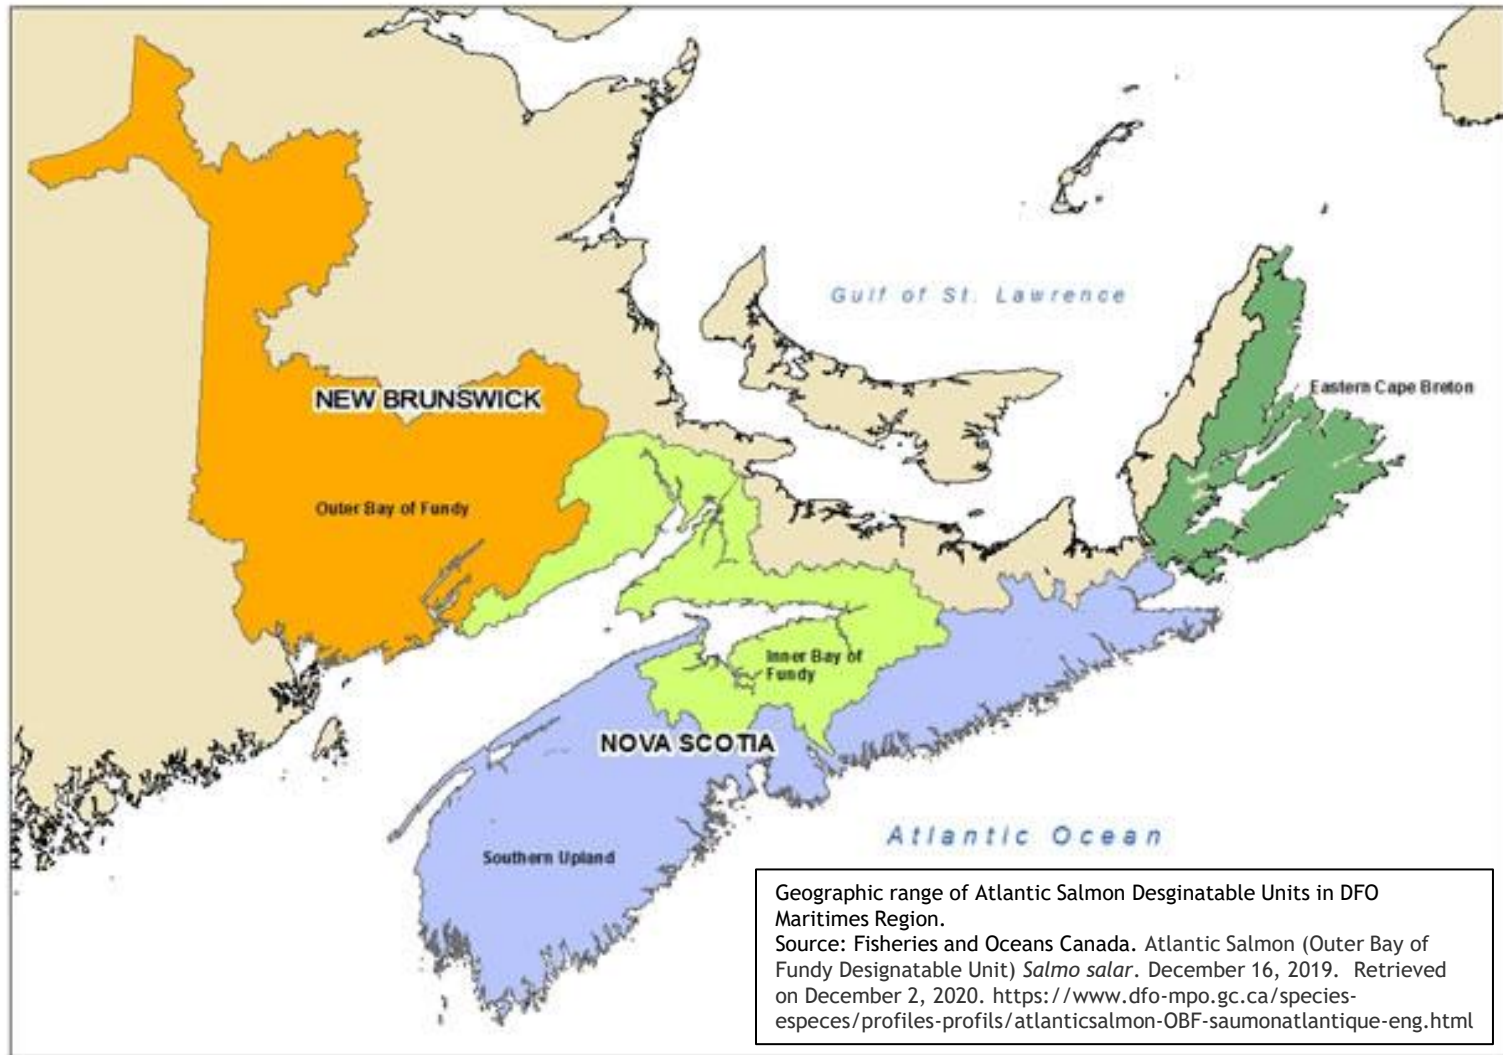 Gulf of St. Lawrence
Eastern Cape Breton
NEW BRUNSWICK
Outer Bay of Fundy
Inner Bay of
Fundy
NOVA SCOTIA
Southern Upland
Atlantic Ocean
Geographic range of Atlantic Salmon Desginatable Units in DFO
Maritimes Region.
Source: Fisheries and Oceans Canada. Atlantic Salmon (Outer Bay of
Fundy Designatable Unit) Salmo salar. December 16, 2019. Retrieved
on December 2, 2020. https://www.dfo-mpo.gc.ca/species-
especes/profiles-profils/atlanticsalmon-OBF-saumonatlantique-eng.html